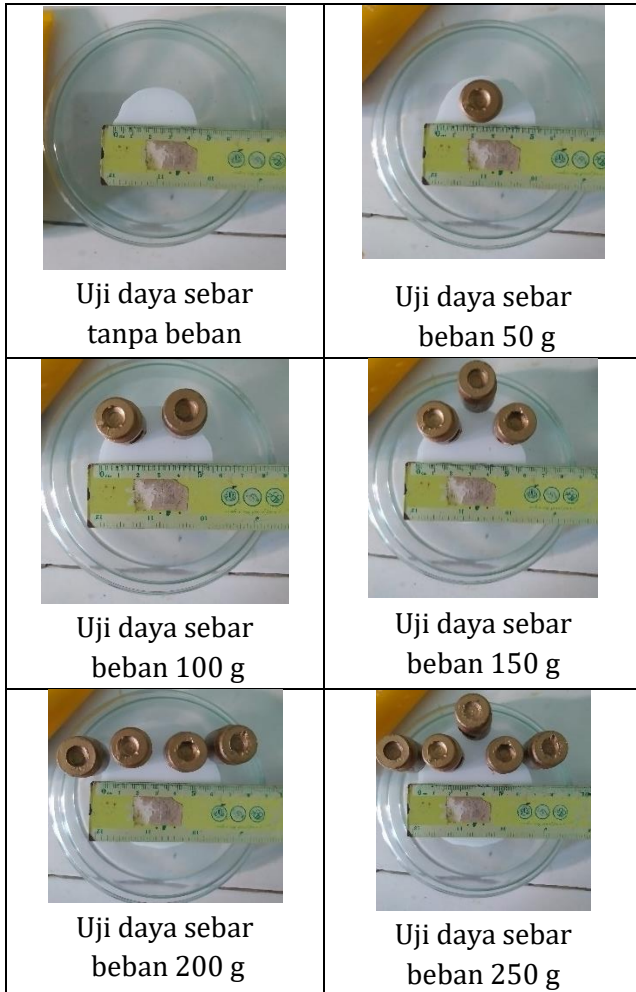 Uji daya sebar
tanpa beban
Uji daya sebar
beban 50 g
Uji daya sebar
beban 100 g
Uji daya sebar
beban 150 g
Uji daya sebar
beban 200 g
Uji daya sebar
beban 250 g